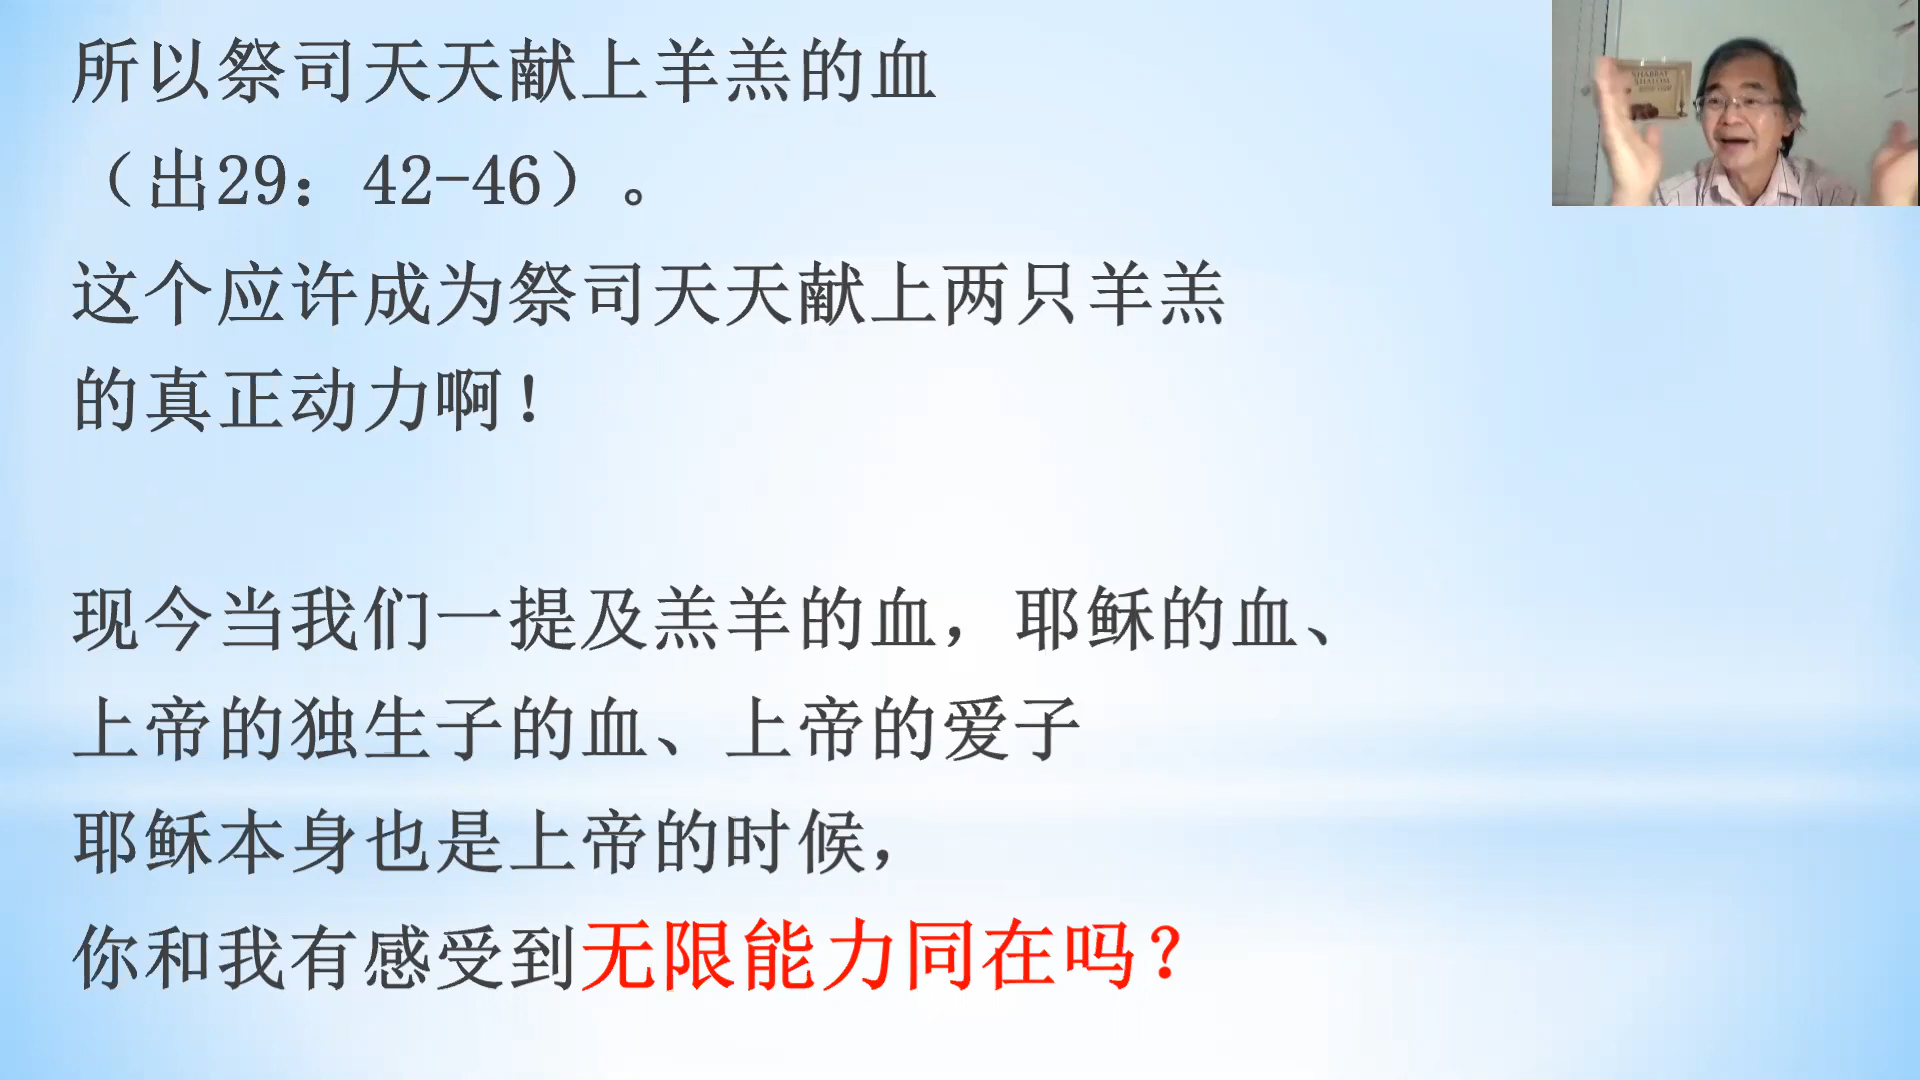 所以祭司天天献上羊羔的血
（出29：42-46）。
这个应许成为祭司天天献上两只羊羔
的真正动力啊！
现今当我们一提及羔羊的血，耶稣的血、
上帝的独生子的血、上帝的爱子
耶稣本身也是上帝的时候，
你和我有感受到无限能力同在吗？
SHABBAT
SHALOM